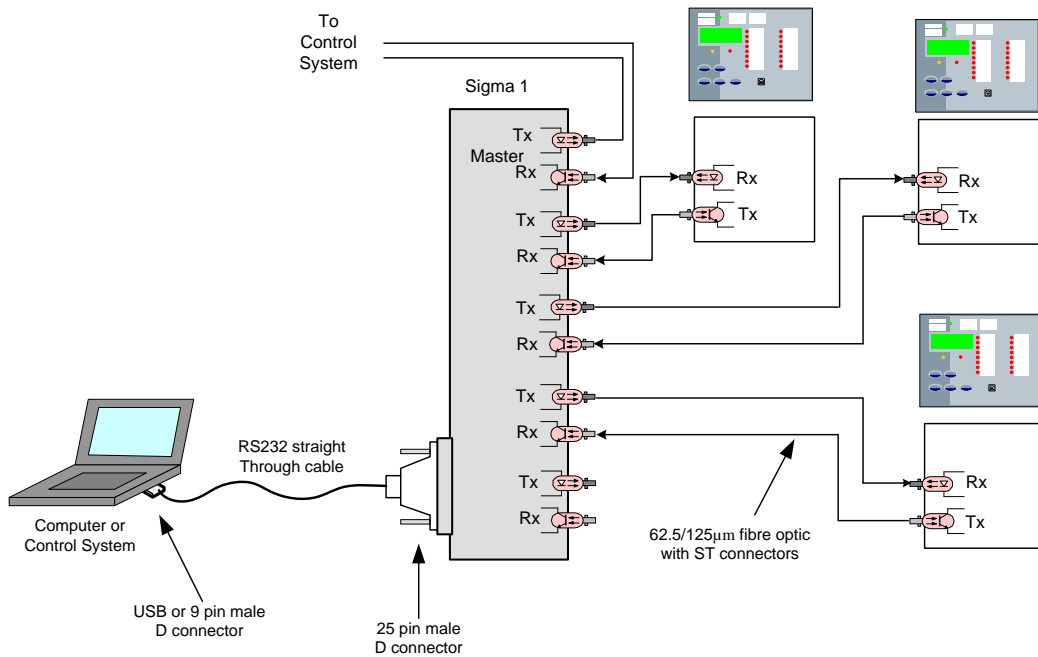 To
Control
System
Sigma 1
Tx
Master
Rx
Tx
Rx
Tx
Rx
Tx
Rx
Tx
Rx
Rx
Tx
Rx
Tx
Rx
Tx
RS232 straight
Through cable
Computer or
Control System
USB or 9 pin male
D connector
25 pin male
D connector
62.5/125μm fibre optic
with ST connectors